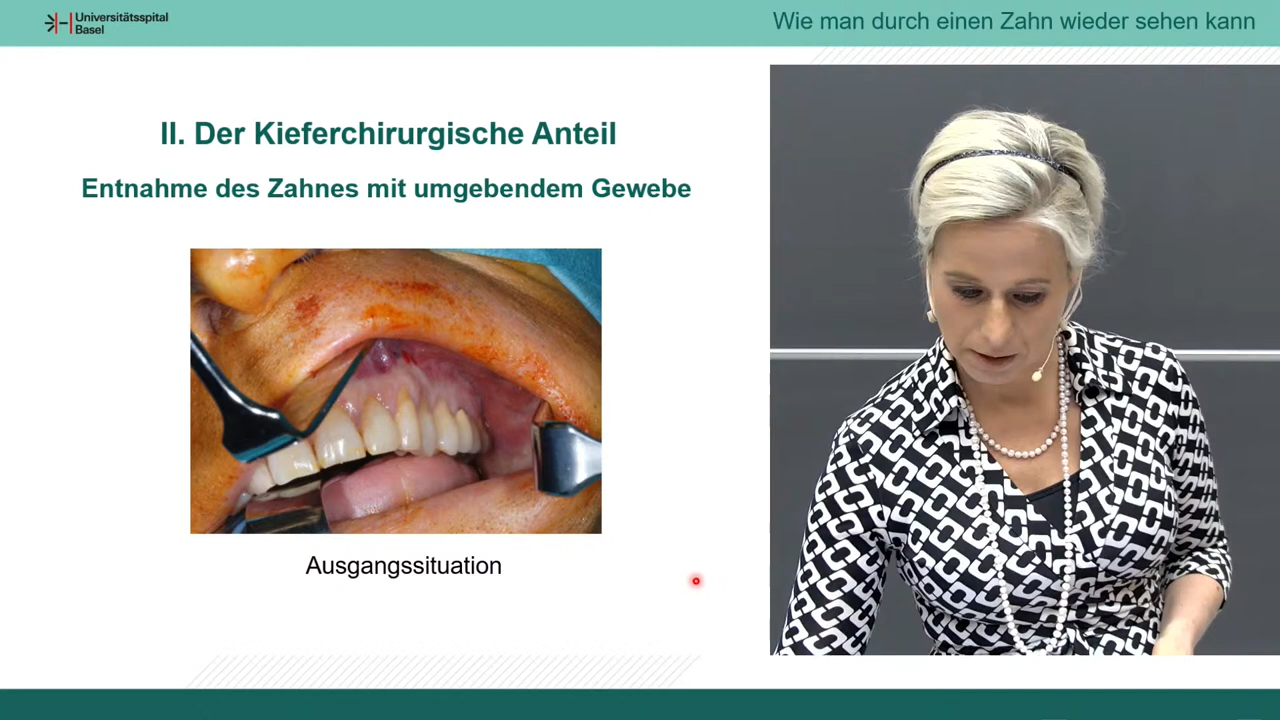 Universitätsspital
Basel
Wie man durch einen Zahn wieder sehen kann
II. Der Kieferchirurgische Anteil
Entnahme des Zahnes mit umgebendem Gewebe
Ausgangssituation